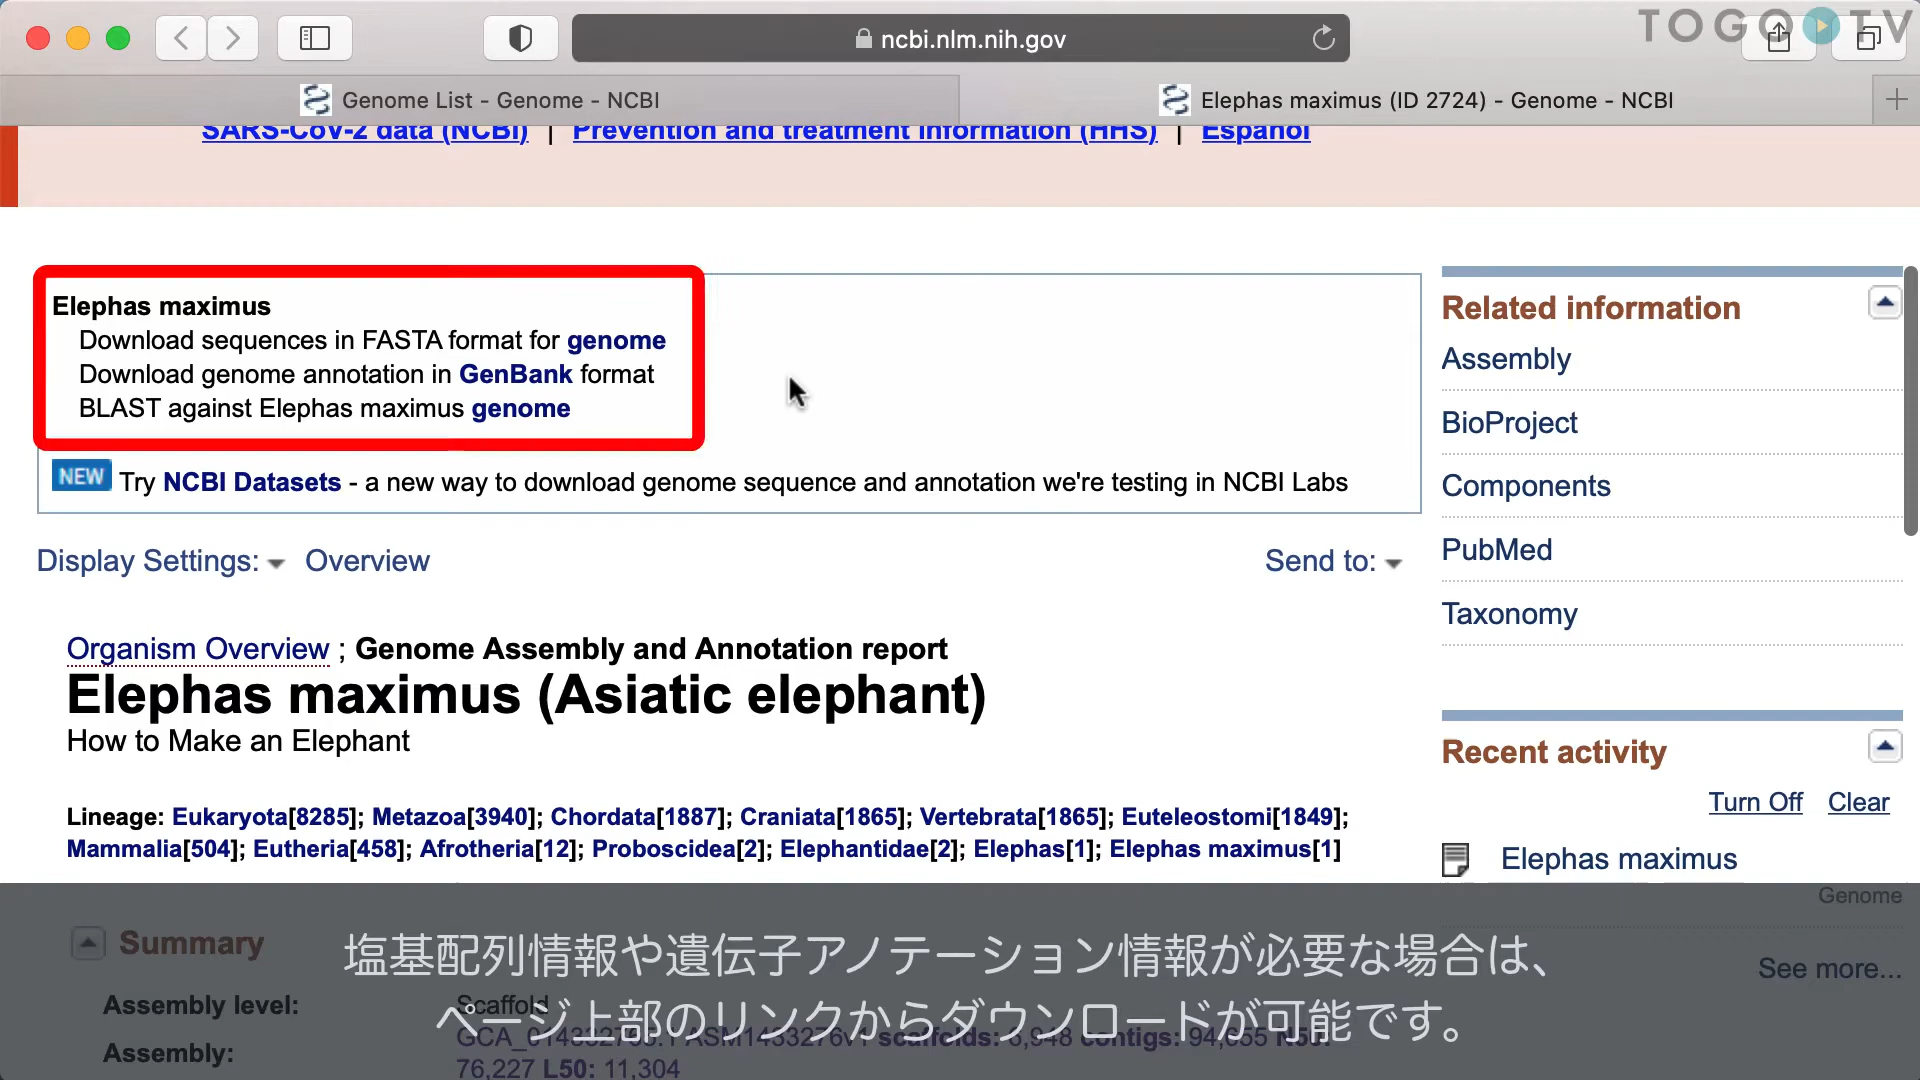 TOGO TV
ncbi.nlm.nih.gov
Genome List - Genome - NCBI
Elephas maximus (ID 2724) - Genome - NCBI
SARS-CoV-2 data (NCBI) | Prevention and treatment information (HHS) | Español
Elephas maximus
Download sequences in FASTA format for genome
Download genome annotation in GenBank format
BLAST against Elephas maximus genome
NEW Try NCBI Datasets - a new way to download genome sequence and annotation we're testing in NCBI Labs
Display Settings: Overview
Send to:
Organism Overview ; Genome Assembly and Annotation report
Elephas maximus (Asiatic elephant)
How to Make an Elephant
Lineage: Eukaryota[8285]; Metazoa[3940]; Chordata[1887]; Craniata[1865]; Vertebrata[1865]; Euteleostomi[1849];
Mammalia[504]; Eutheria[458]; Afrotheria[12]; Proboscidea[2]; Elephantidae[2]; Elephas[1]; Elephas maximus[1]
Summary
Assembly level: Scaffold
Assembly: scaffolds: 6,948 contigs: N50:
76,227 L50: 11,304
Related information
Assembly
BioProject
Components
PubMed
Taxonomy
Recent activity
Turn Off Clear
Elephas maximus
Genome
See more...
塩基配列情報や遺伝子アノテーション情報が必要な場合は、
ページ上部のリンクからダウンロードが可能です。